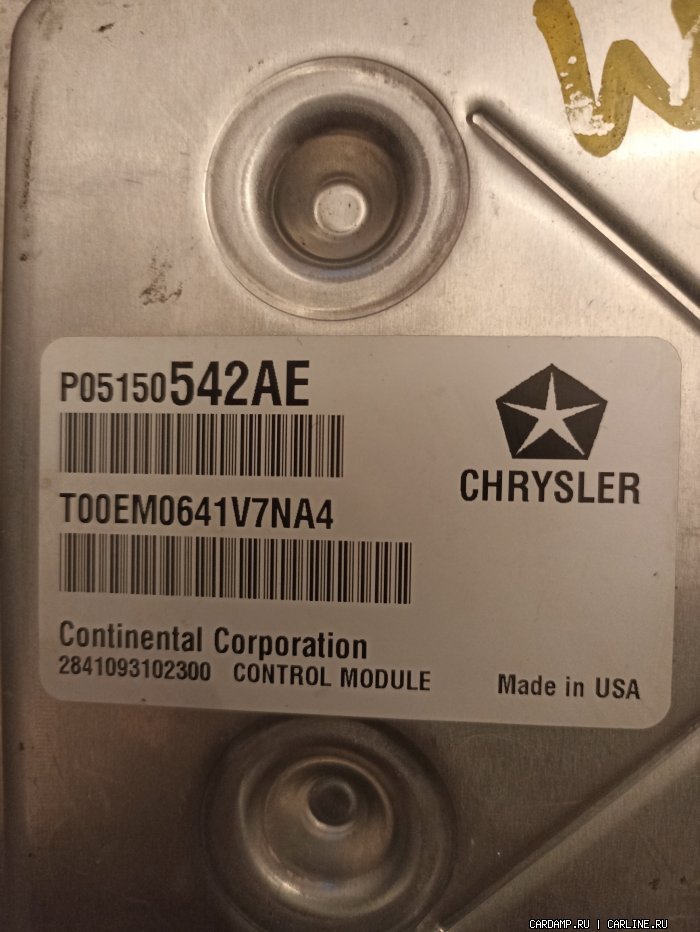 P05150542AE
CHRYSLER
T00EM0641V7NA4
Continental Corporation
2841093102300 CONTROL MODULE
Made in USA
CARDAMP.RU | CARLINE.RU